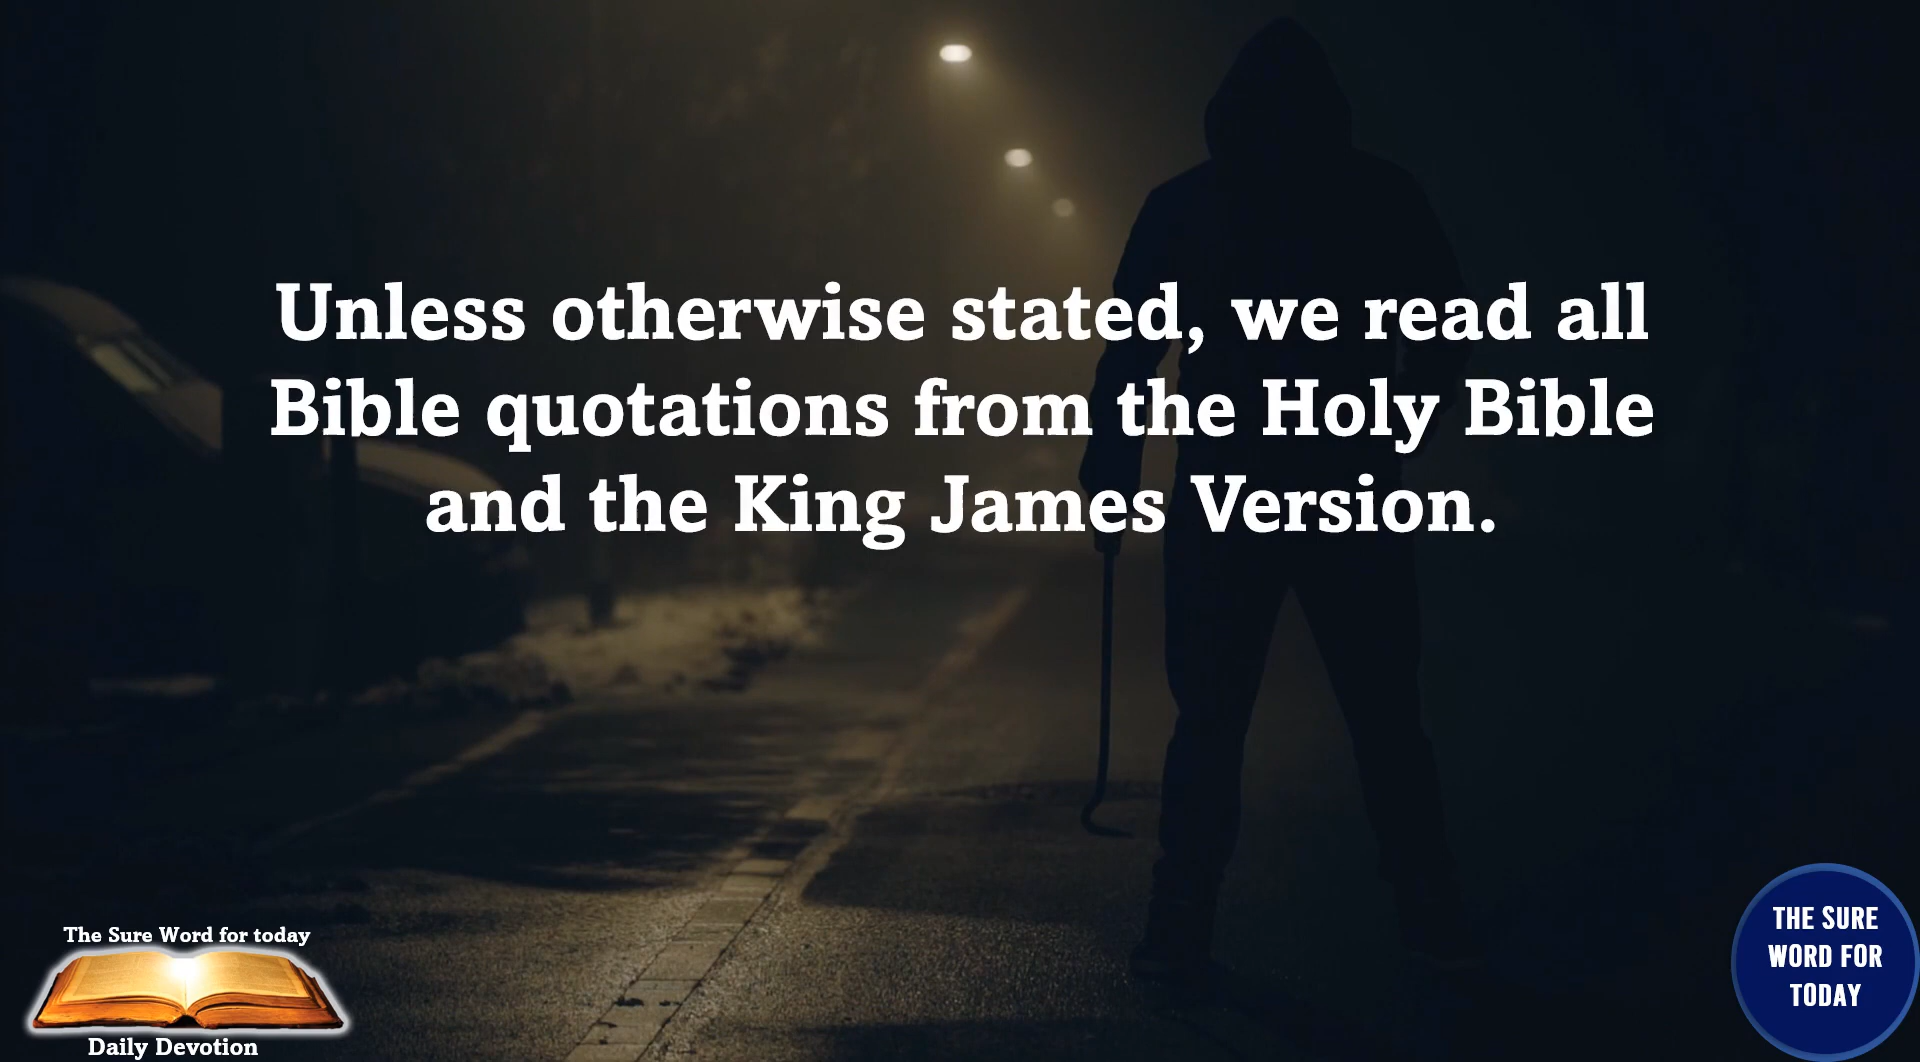 Unless otherwise stated, we read all
Bible quotations from the Holy Bible
and the King James Version.
The Sure Word for today
Daily Devotion
THE SURE
WORD FOR
TODAY